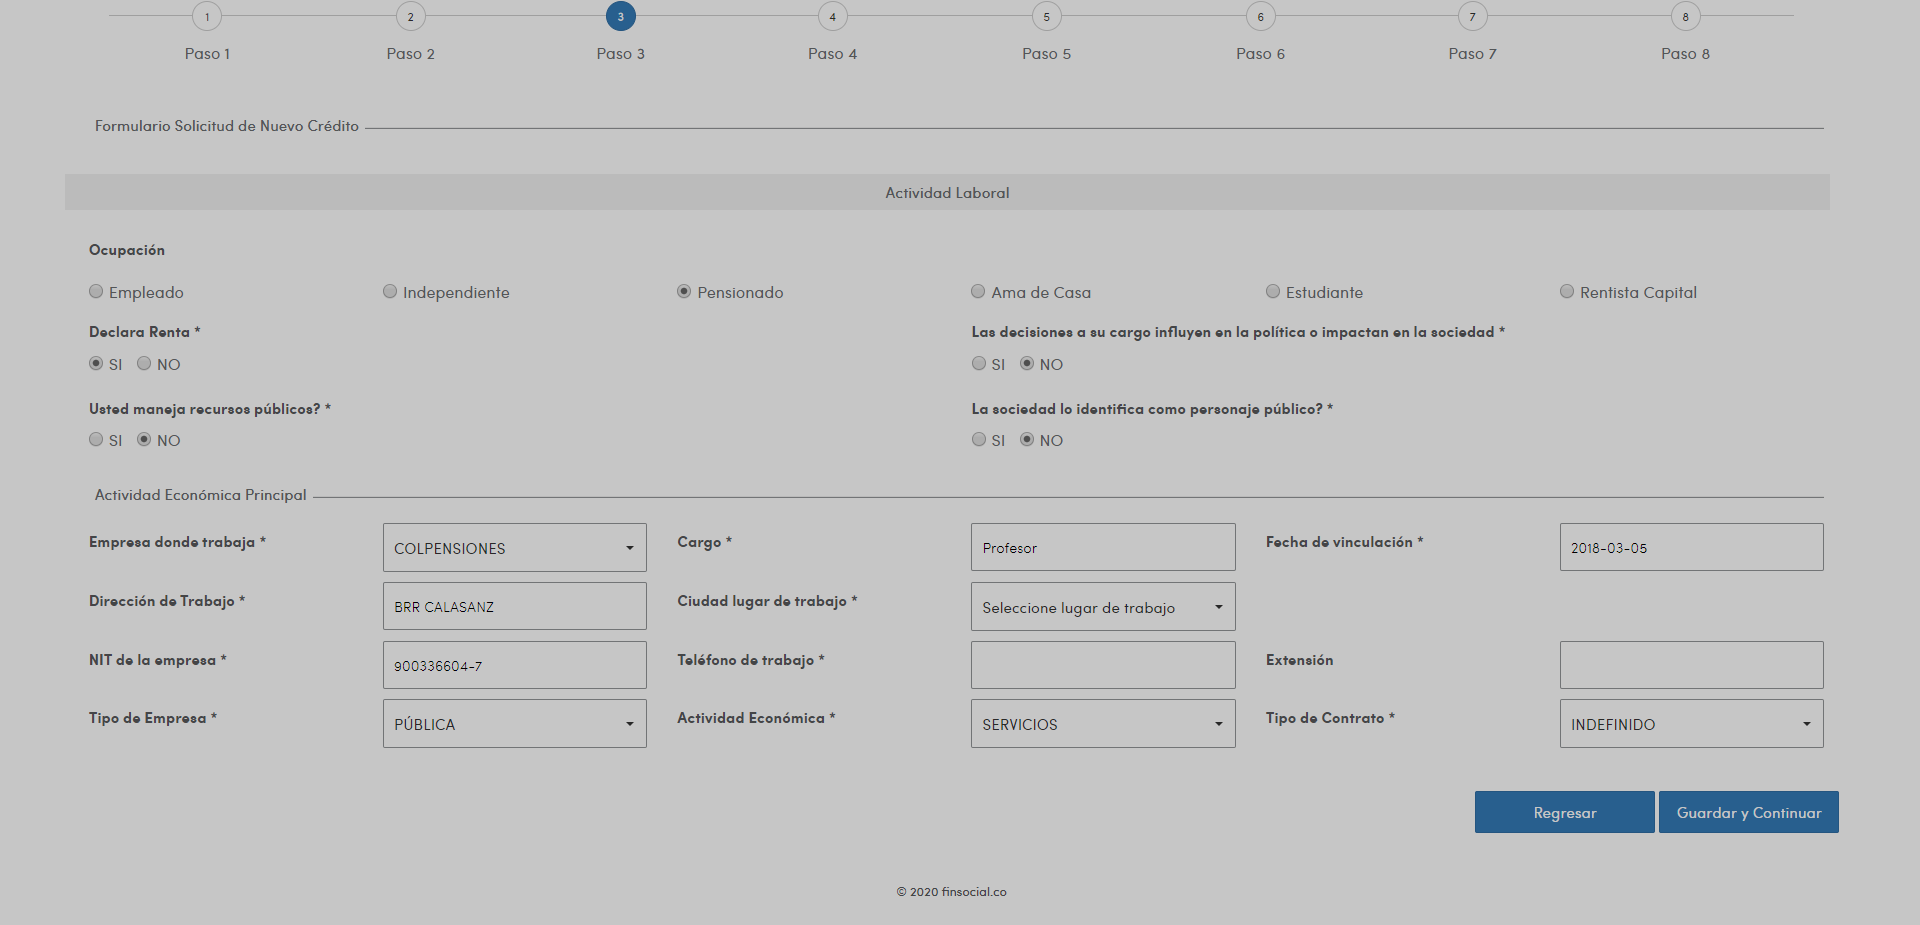 1 2 3 4 5 6 7 8
Paso 1 Paso 2 Paso 3 Paso 4 Paso 5 Paso 6 Paso 7 Paso 8
Formulario Solicitud de Nuevo Crédito
Actividad Laboral
Ocupación
Empleado Independiente Pensionado Ama de Casa Estudiante Rentista Capital
Declara Renta * Las decisiones a su cargo influyen en la política o impactan en la sociedad *
SI NO SI NO
Usted maneja recursos públicos? * La sociedad lo identifica como personaje público? *
SI NO SI NO
Actividad Económica Principal
Empresa donde trabaja * COLPENSIONES Cargo * Profesor Fecha de vinculación * 2018-03-05
Dirección de Trabajo * BRR CALASANZ Ciudad lugar de trabajo * Seleccione lugar de trabajo
NIT de la empresa * 900336604-7 Teléfono de trabajo * Extensión
Tipo de Empresa * PÚBLICA Actividad Económica * SERVICIOS Tipo de Contrato * INDEFINIDO
Regresar Guardar y Continuar
© 2020 finsocial.co